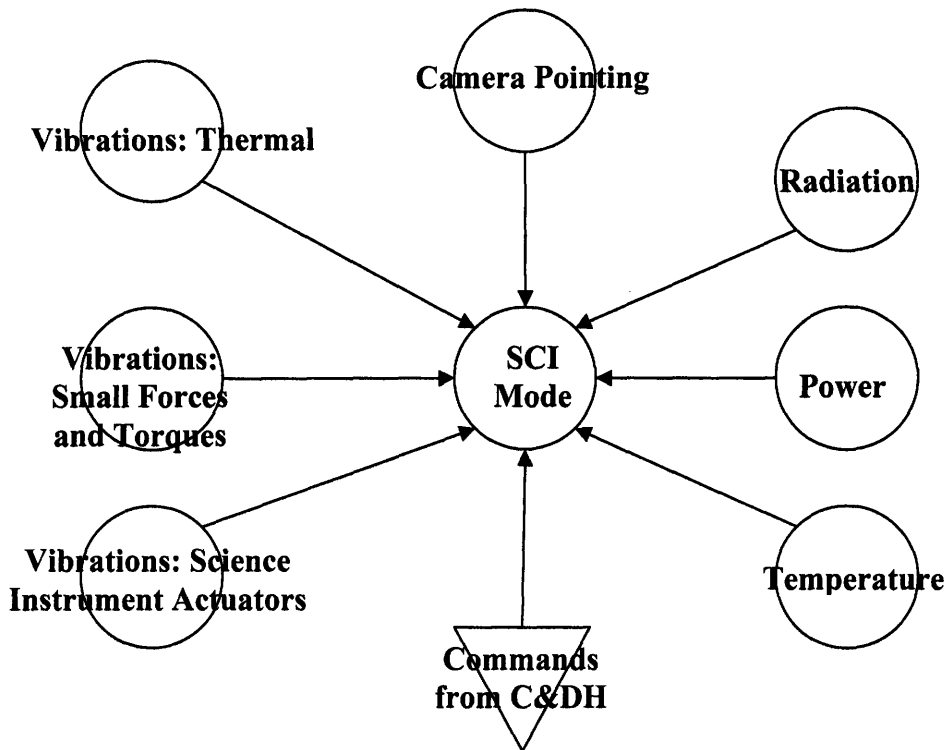 Camera Pointing
Vibrations: Thermal
Radiation
Vibrations:
Small Forces
and Torques
SCI
Mode
Power
Vibrations: Science
Instrument Actuators
Temperature
Commands
from C&DH